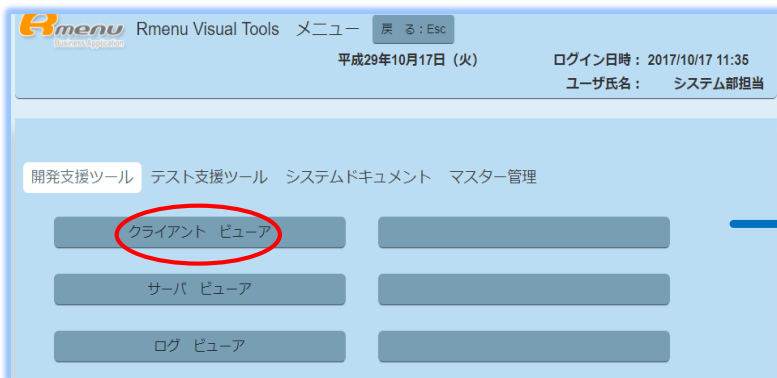 Rmenu Rmenu Visual Tools メニュー 戻 る：Esc
Business Application
平成29年10月17日（火） ログイン日時： 2017/10/17 11:35
ユーザ氏名： システム部担当
開発支援ツール テスト支援ツール システムドキュメント マスター管理
クライアント ビューア
サーバ ビューア
ログ ビューア